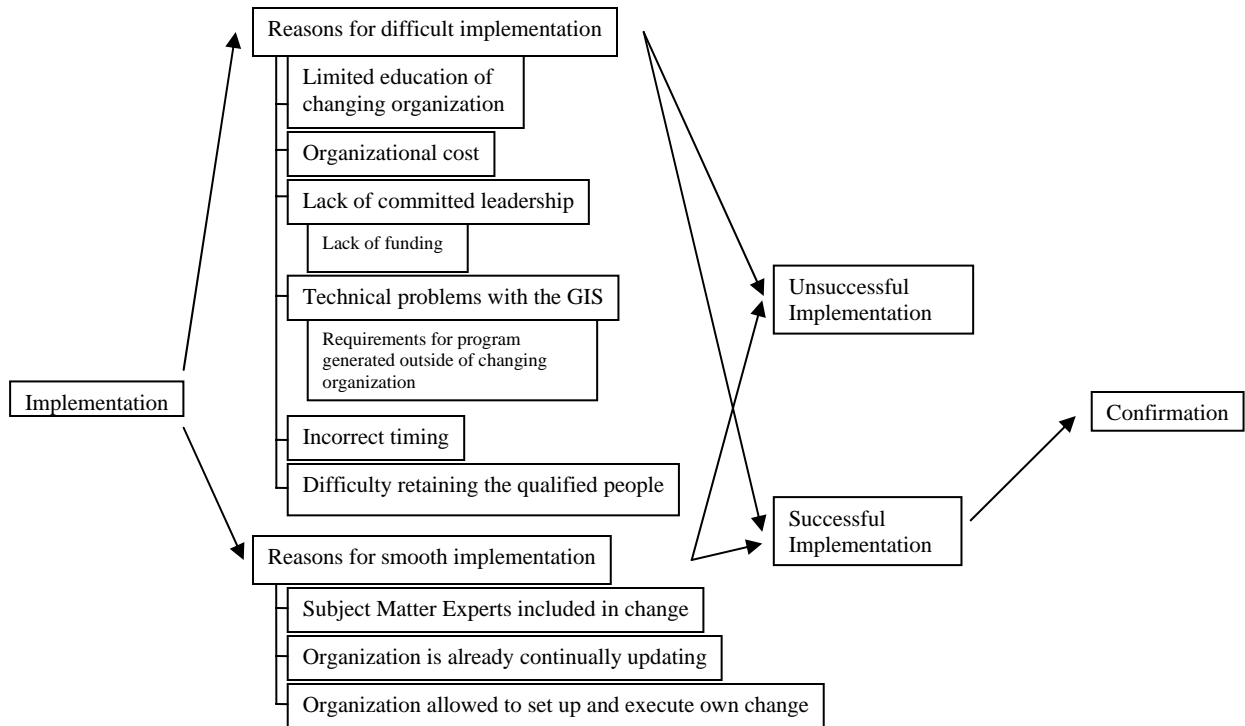 Reasons for difficult implementation
Limited education of
changing organization
Organizational cost
Lack of committed leadership
Lack of funding
Technical problems with the GIS
Requirements for program
generated outside of changing
organization
Incorrect timing
Difficulty retaining the qualified people
Implementation
Reasons for smooth implementation
Subject Matter Experts included in change
Organization is already continually updating
Organization allowed to set up and execute own change
Unsuccessful
Implementation
Successful
Implementation
Confirmation